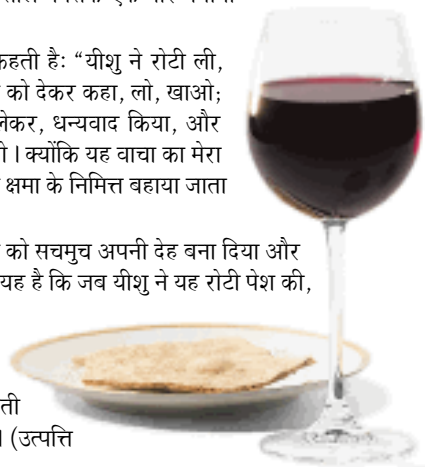 कहती है: “यीशु ने रोटी ली,
को देकर कहा, लो, खाओ;
लेकर, धन्यवाद किया, और
ो। क्योंकि यह वाचा का मेरा
क्षमा के निमित्त बहाया जाता
को सचमुच अपनी देह बना दिया और
यह है कि जब यीशु ने यह रोटी पेश की,
ती
। (उत्पत्ति